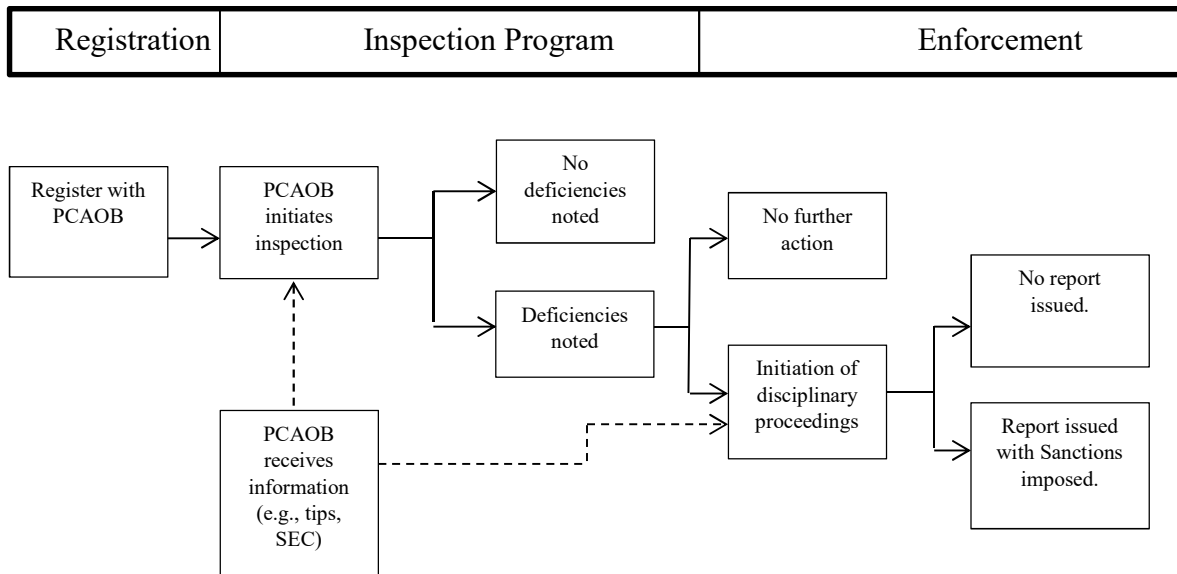 Registration
Inspection Program
Enforcement
Register with
PCAOB
PCAOB
initiates
inspection
No
deficiencies
noted
Deficiencies
noted
No further
action
Initiation of
disciplinary
proceedings
No report
issued.
Report issued
with Sanctions
imposed.
PCAOB
receives
information
(e.g., tips,
SEC)